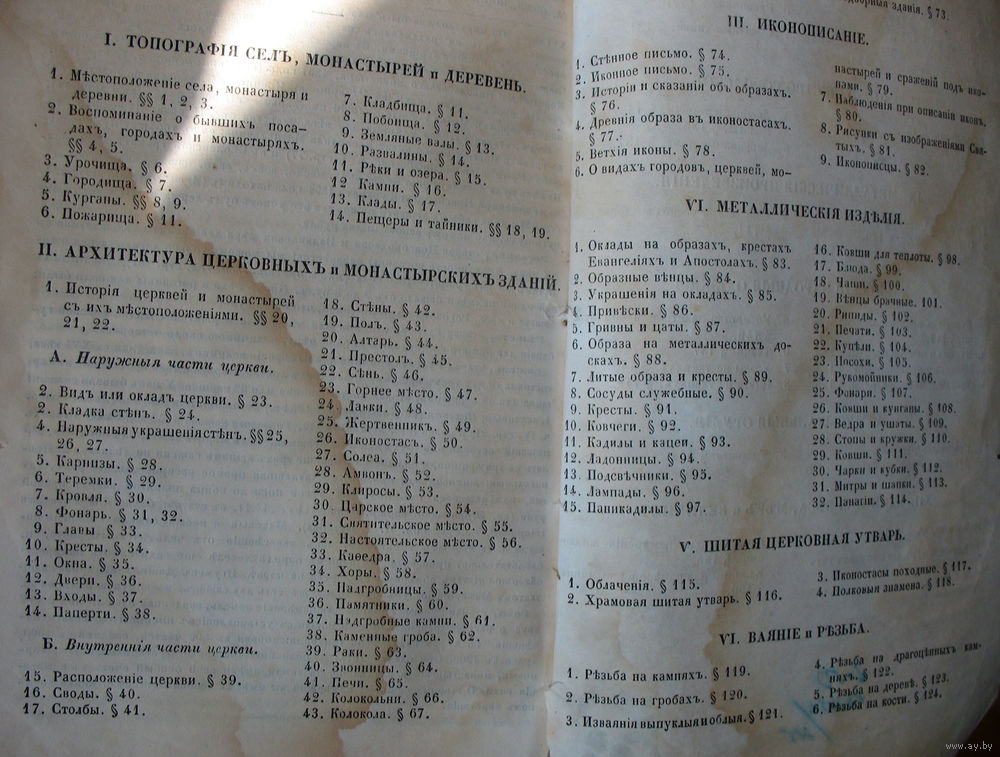 I. ТОПОГРАФІЯ СЕЛЪ, МОНАСТЫРЕЙ и ДЕРЕВЕНЬ.
1. Мѣстоположеніе села, монастыря и
деревни. §§ 1, 2, 3.
2. Воспоминаніе о бывшихъ поса-
дахъ, городахъ и монастыряхъ.
§§ 4, 5.
3. Урочища, § 6.
4. Городища, § 7.
5. Курганы. §§ 8, 9.
6. Пожарища. § 11.
7. Кладбища. § 11.
8. Побоища. § 12.
9. Земляные валы. § 13.
10. Развалины. § 14.
11. Рѣки и озера. § 15.
12 Камни. § 16.
13. Клады. § 17.
14. Пещеры и тайники. §§ 18, 19.
II. АРХИТЕКТУРА ЦЕРКОВНЫХЪ и МОНАСТЫРСКИХЪ ЗДАНІЙ.
1. Исторія церквей и монастырей
съ ихъ мѣстоположеніями. §§ 20,
21, 22.
А. Наружныя части церкви.
2. Видъ или окладъ церкви. § 23.
2. Кладка стѣнъ. § 24.
4. Наружныя украшенія стѣнъ. §§ 25,
26, 27.
5. Карнизы. § 28.
6. Теремки. § 29.
7. Кровля. § 30.
8. Фонарь. § 31, 32.
9. Главы § 33.
10. Кресты. § 34.
11. Окна. § 35.
12. Двери. § 36.
13. Входы. § 37.
14. Паперти. § 38.
Б. Внутреннія части церкви.
15. Расположеніе церкви. § 39.
16. Своды. § 40.
17. Столбы. § 41.
18. Стѣны. § 42.
19. Полъ. § 43.
20. Алтарь. § 44.
21. Престолъ. § 45.
22. Сѣнь. § 46.
23. Горнее мѣсто. § 47.
24. Лавки. § 48.
25. Жертвенникъ. § 49.
26. Иконостасъ. § 50.
27. Солеа. § 51.
28. Амвонъ. § 52.
29. Клиросы. § 53.
30. Царское мѣсто. § 54.
31. Святительское мѣсто. § 55.
32. Настоятельское мѣсто. § 56.
33. Каѳедра. § 57.
34. Хоры. § 58.
35. Надгробницы. § 59.
36. Памятники. § 60.
37. Надгробные камни. § 61.
38. Каменные гроба. § 62.
39. Раки. § 63.
40. Звонницы. § 64.
41. Печи. § 65.
42. Колокольни. § 66.
43. Колокола. § 67.
зданія. § 73.
III. ИКОНОПИСАНІЕ.
1. Стѣнное письмо. § 74.
2. Иконное письмо. § 75.
3. Исторіи и сказанія объ образахъ.
§ 76.
4. Древнія образа въ иконостасахъ.
§ 77.
5. Ветхія иконы. § 78.
6. О видахъ городовъ, церквей, мо-
настырей и сраженій подъ ико-
нами. § 79.
7. Наблюденія при описаніи иконъ.
§ 80.
8. Рисунки съ изображеніями Свя-
тыхъ. § 81.
9. Иконописцы. § 82.
VI. МЕТАЛЛИЧЕСКІЯ ИЗДѢЛІЯ.
1. Оклады на образахъ, крестахъ
Евангеліяхъ и Апостолахъ. § 83.
2. Образные вѣнцы. § 84.
3. Украшенія на окладахъ. § 85.
4. Привѣски. § 86.
5. Гривны и цаты. § 87.
6. Образа на металлическихъ до-
скахъ. § 88.
7. Литые образа и кресты. § 89.
8. Сосуды служебные. § 90.
9. Кресты. § 91.
10. Ковчеги. § 92.
11. Кадилы и кацеи. § 93.
12. Ладонницы. § 94.
13. Подсвѣчники. § 95.
14. Лампады. § 96.
15. Паникадилы. § 97.
16. Ковши для теплоты. § 98.
17. Блюда. § 99.
18. Чаши. § 100.
19. Вѣнцы брачные. 101.
20. Рипиды. § 102.
21. Печати. § 103.
22. Купѣли. § 104.
23. Посохи. § 105.
24. Рукомойники. § 106.
25. Фонари. § 107.
26. Ковши и кунганы. § 108.
27. Ведра и ушаты. § 109.
28. Стопы и кружки. § 110.
29. Ковши. § 111.
30. Чарки и кубки. § 112.
31. Митры и шапки. § 113.
32. Панагіи. § 114.
V. ШИТАЯ ЦЕРКОВНАЯ УТВАРЬ.
1. Облаченія. § 115.
2. Храмовая шитая утварь. § 116.
3. Иконостасы походные. § 117.
4. Полковыя знамена. § 118.
VI. ВАЯНІЕ и РѢЗЬБА.
1. Рѣзьба на камняхъ. § 119.
2. Рѣзьба на гробахъ. § 120.
3. Изваянія выпуклыя и облыя. § 121.
4. Рѣзьба на драгоцѣнныхъ кам-
няхъ. § 122.
5. Рѣзьба на деревѣ. § 123.
6. Рѣзьба на кости. § 124.
www.ay.by